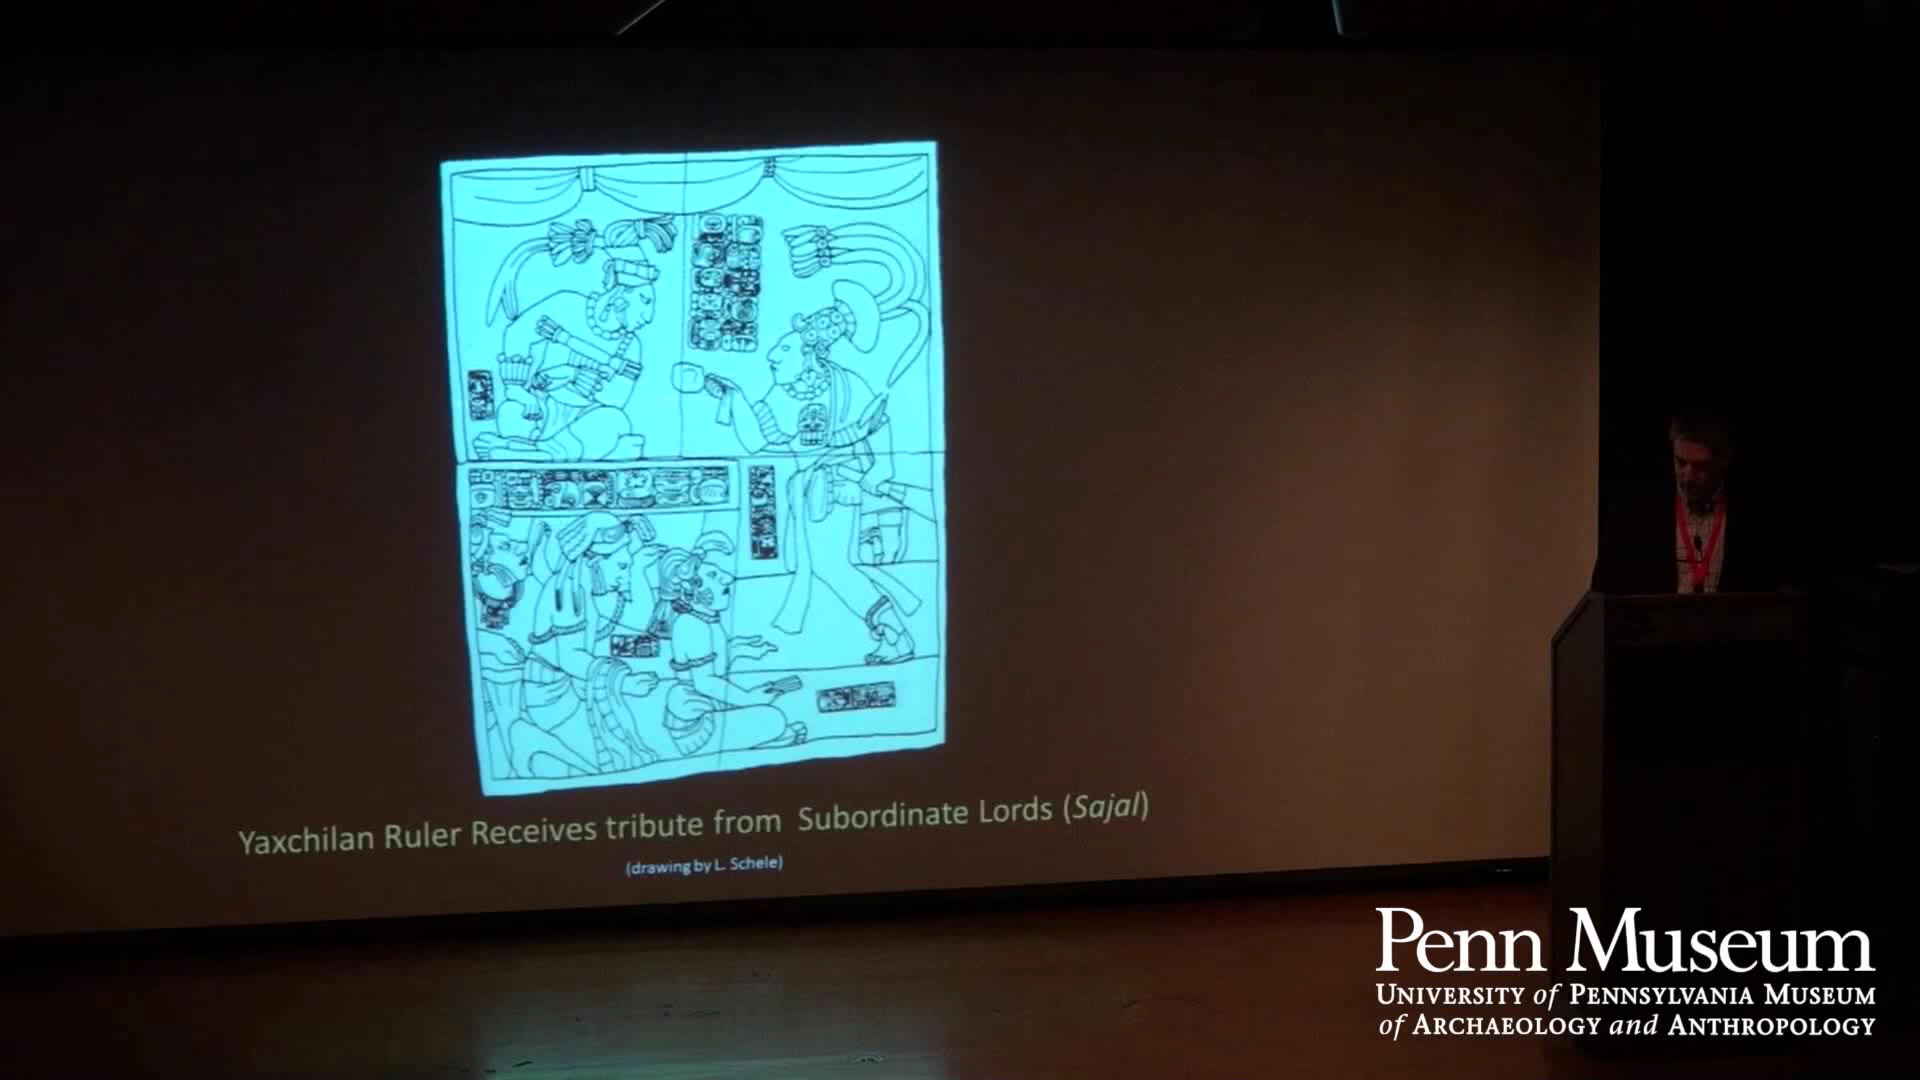 Yaxchilan Ruler Receives tribute from Subordinate Lords (Sajal)
(drawing by L. Schele)
Penn Museum
UNIVERSITY of PENNSYLVANIA MUSEUM
of ARCHAEOLOGY and ANTHROPOLOGY